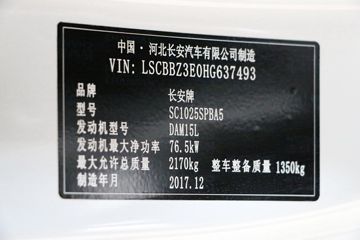 中国·河北长安汽车有限公司制造
VIN: LSCBBZ3E0HG637493
品牌 长安牌
型号 SC1025SPBA5
发动机型号 DAM15L
发动机最大净功率 76.5kW
最大允许总质量 2170kg 整车整备质量 1350kg
制造年月 2017.12